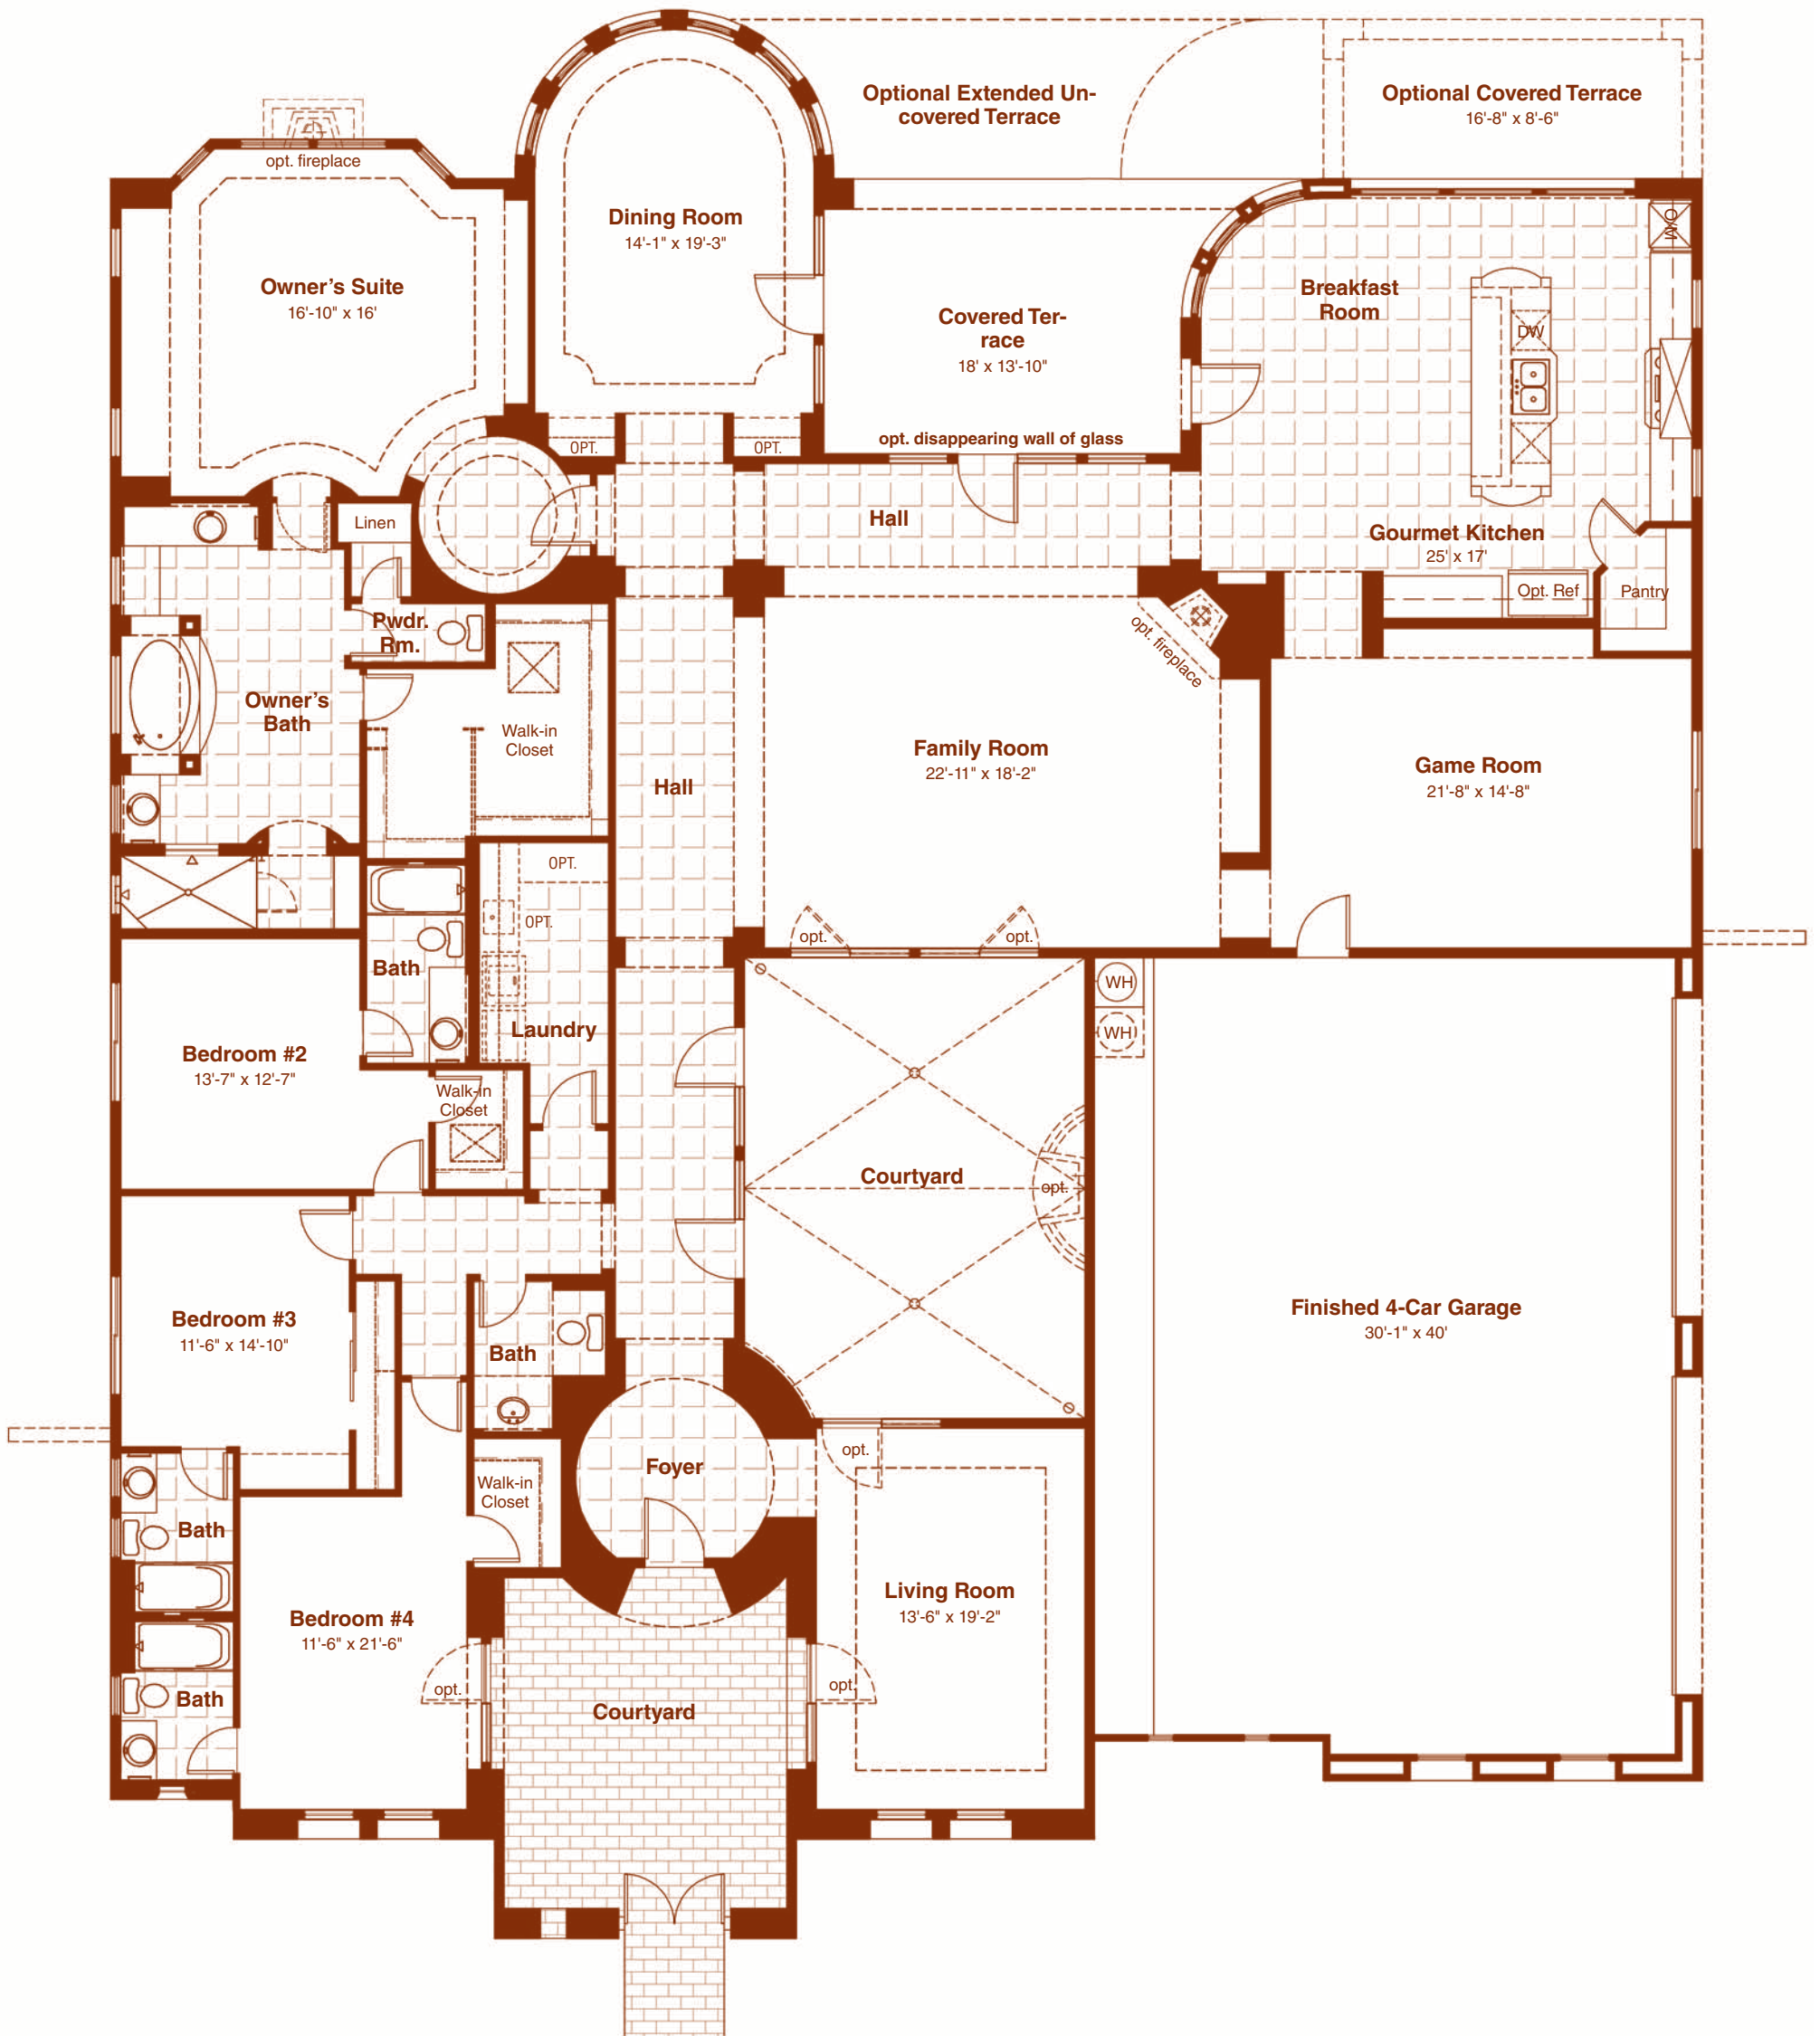 Optional Extended Un-
covered Terrace
Optional Covered Terrace
16'-8" x 8'-6"
opt. fireplace
Dining Room
14'-1" x 19'-3"
Owner's Suite
16'-10" x 16'
Breakfast
Room
Covered Ter-
race
18' x 13'-10"
DW
OPT.
OPT.
opt. disappearing wall of glass
Linen
Hall
Gourmet Kitchen
25' x 17'
Opt. Ref
Pantry
Pwdr.
Rm.
opt. fireplace
Owner's
Bath
Walk-in
Closet
Family Room
22'-11" x 18'-2"
Game Room
21'-8" x 14'-8"
Hall
OPT.
OPT.
opt.
opt.
Bath
WH
WH
Laundry
Bedroom #2
13'-7" x 12'-7"
Walk-in
Closet
Courtyard
opt.
Bedroom #3
11'-6" x 14'-10"
Finished 4-Car Garage
30'-1" x 40'
Bath
opt.
Foyer
Walk-in
Closet
Bath
Living Room
13'-6" x 19'-2"
Bedroom #4
11'-6" x 21'-6"
opt.
opt.
Bath
Courtyard